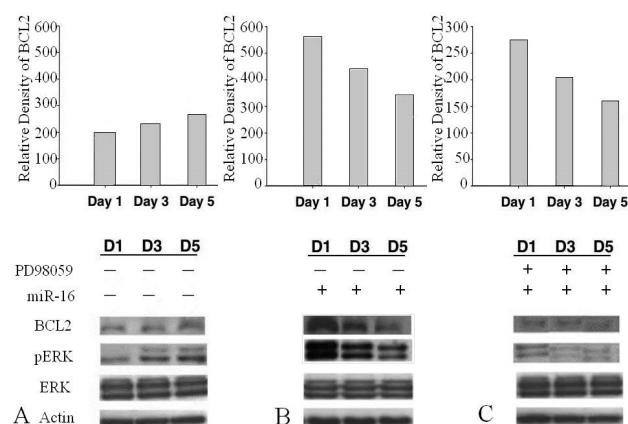 Relative Density of BCL2
600
500
400
300
200
100
0
Day 1 Day 3 Day 5
Relative Density of BCL2
600
500
400
300
200
100
0
Day 1 Day 3 Day 5
Relative Density of BCL2
300
250
200
150
100
50
0
Day 1 Day 3 Day 5
D1 D3 D5 D1 D3 D5 D1 D3 D5
PD98059 − − − − − − + + +
miR-16 − − − + + + + + +
BCL2
pERK
ERK
A Actin B C